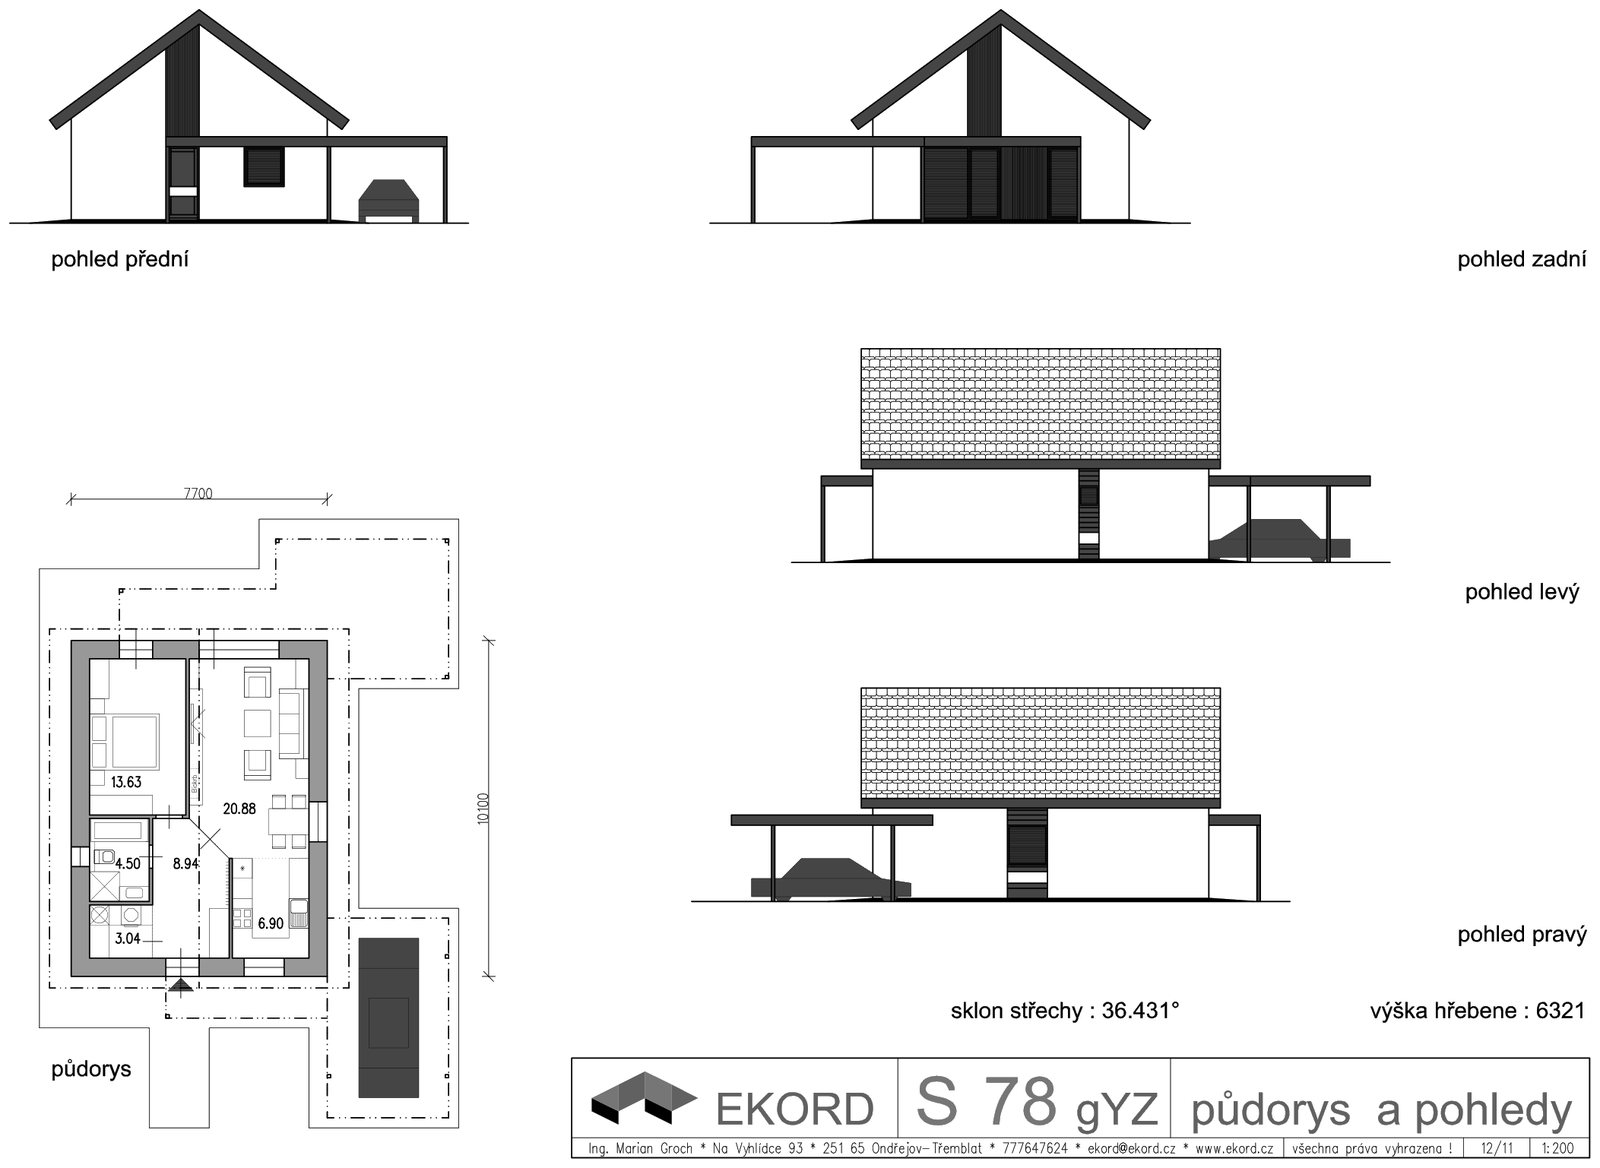 pohled přední
pohled zadní
pohled levý
7700
10100
13.63
Biokrb
20.88
4.50
8.94
6.90
3.04
pohled pravý
sklon střechy : 36.431°
výška hřebene : 6321
půdorys
EKORD
S 78 gYZ
půdorys a pohledy
Ing. Marian Groch * Na Vyhlídce 93 * 251 65 Ondřejov-Třemblat * 777647624 * ekord@ekord.cz * www.ekord.cz
všechna práva vyhrazena !
12/11
1:200